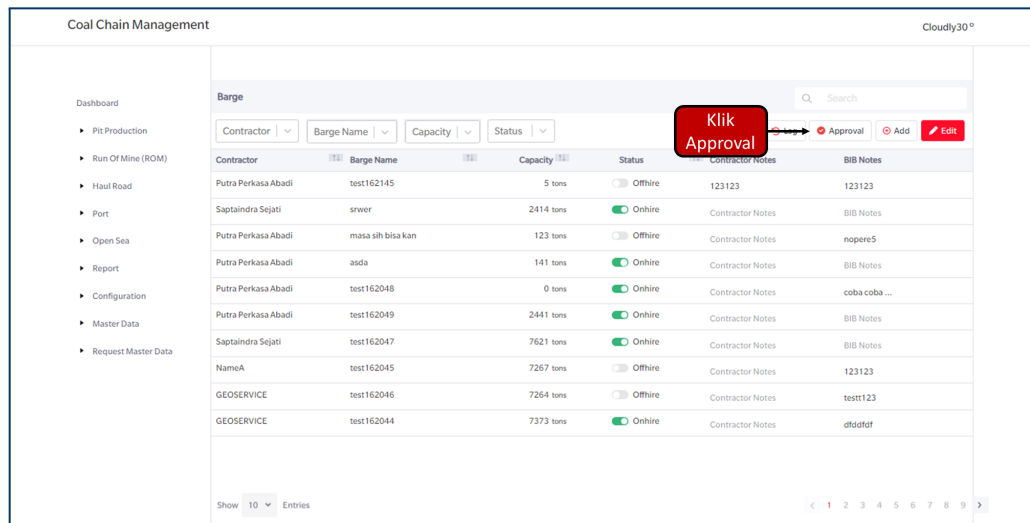 Coal Chain Management
Cloudly30°
Dashboard
Pit Production
Run Of Mine (ROM)
Haul Road
Port
Open Sea
Report
Configuration
Master Data
Request Master Data
Barge
Search
Contractor Barge Name Capacity Status
Klik
Approval
Log Approval Add Edit
Contractor Barge Name Capacity Status Contractor Notes BIB Notes
Putra Perkasa Abadi test162145 5 tons Offhire 123123 123123
Saptaindra Sejati srwer 2414 tons Onhire Contractor Notes BIB Notes
Putra Perkasa Abadi masa sih bisa kan 123 tons Offhire Contractor Notes nopere5
Putra Perkasa Abadi asda 141 tons Onhire Contractor Notes BIB Notes
Putra Perkasa Abadi test162048 0 tons Onhire Contractor Notes coba coba ...
Putra Perkasa Abadi test162049 2441 tons Onhire Contractor Notes BIB Notes
Saptaindra Sejati test162047 7621 tons Onhire Contractor Notes BIB Notes
NameA test162045 7267 tons Offhire Contractor Notes 123123
GEOSERVICE test162046 7264 tons Offhire Contractor Notes testt123
GEOSERVICE test162044 7373 tons Onhire Contractor Notes dfddfdf
Show 10 Entries
1 2 3 4 5 6 7 8 9